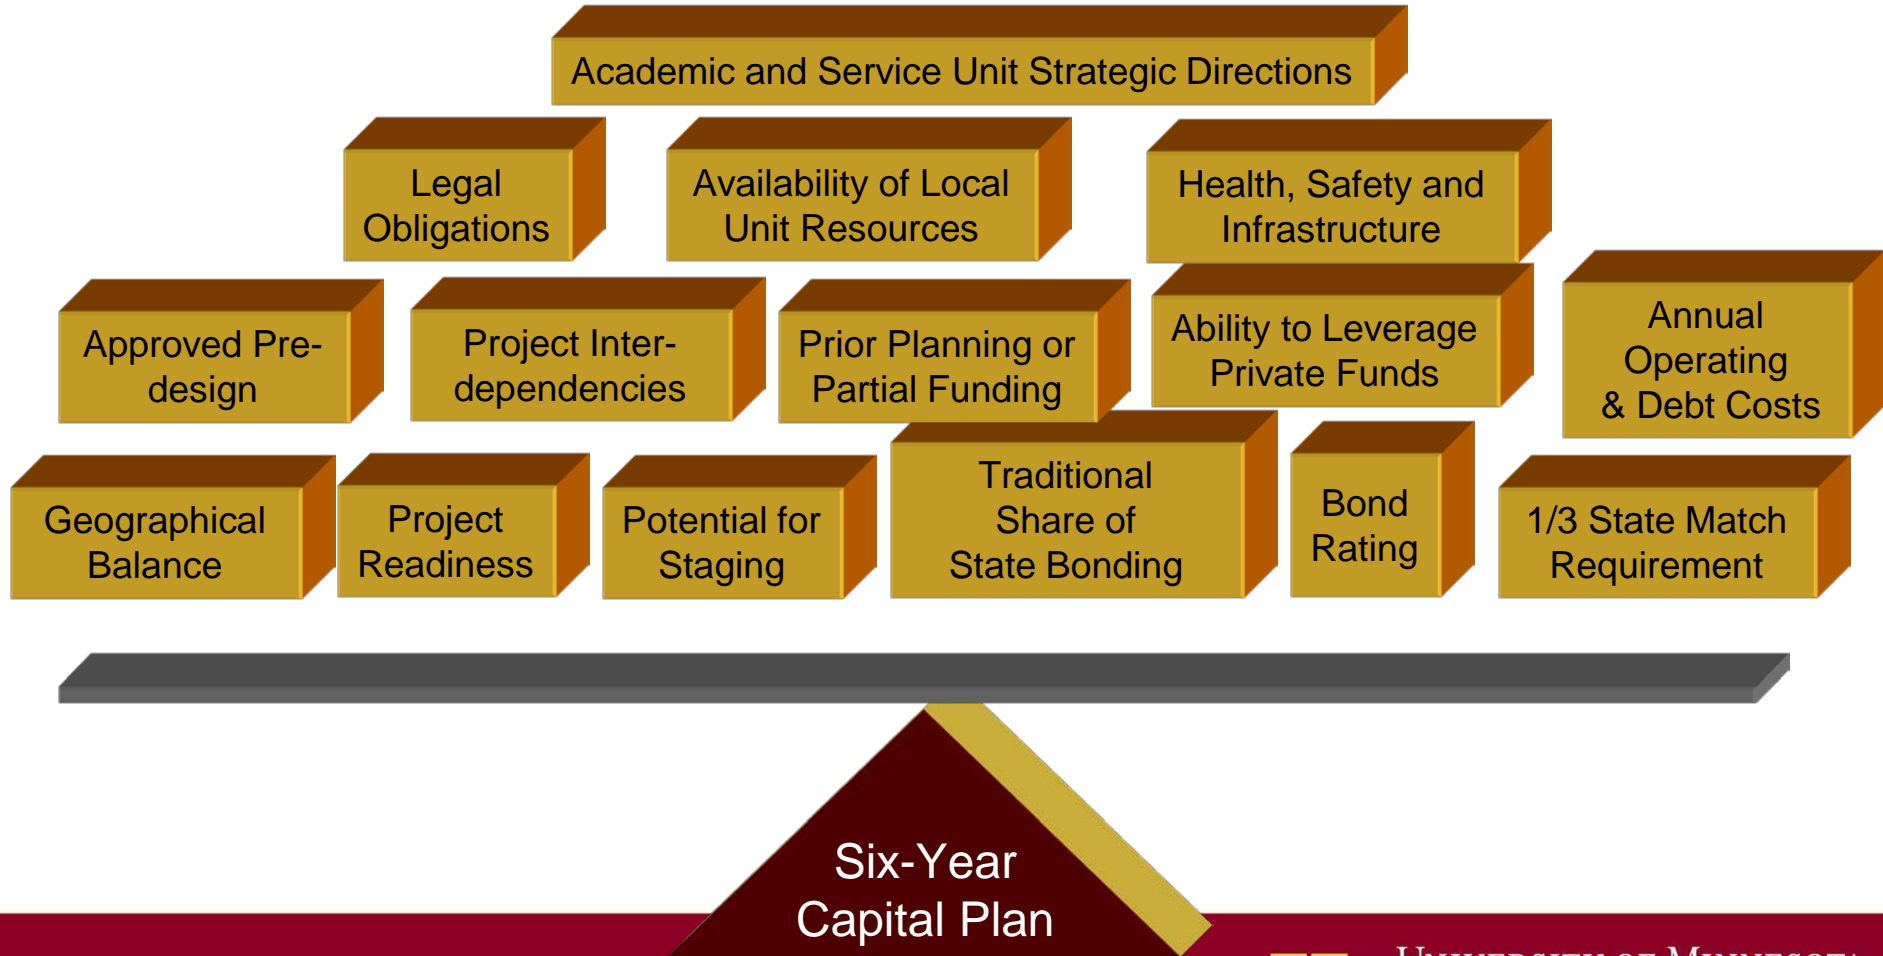 Academic and Service Unit Strategic Directions
Legal
Obligations
Availability of Local
Unit Resources
Health, Safety and
Infrastructure
Approved Pre-
design
Project Inter-
dependencies
Prior Planning or
Partial Funding
Ability to Leverage
Private Funds
Annual
Operating
& Debt Costs
Geographical
Balance
Project
Readiness
Potential for
Staging
Traditional
Share of
State Bonding
Bond
Rating
1/3 State Match
Requirement
Six-Year
Capital Plan
UNIVERSITY OF MINNESOTA